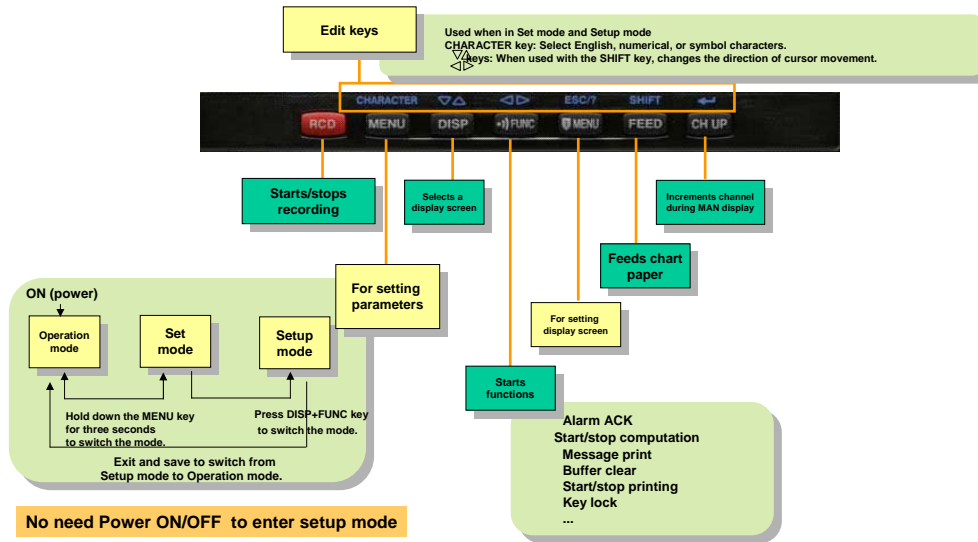 Edit keys
Used when in Set mode and Setup mode
CHARACTER key: Select English, numerical, or symbol characters.
▽△◁▷ keys: When used with the SHIFT key, changes the direction of cursor movement.
CHARACTER ▽△ ◁▷ ESC/? SHIFT ↵
RCD MENU DISP FUNC MENU FEED CH UP
Starts/stops
recording
Selects a
display screen
Increments channel
during MAN display
Feeds chart
paper
For setting
parameters
For setting
display screen
Starts
functions
ON (power)
Operation
mode
Set
mode
Setup
mode
Hold down the MENU key
for three seconds
to switch the mode.
Press DISP+FUNC key
to switch the mode.
Exit and save to switch from
Setup mode to Operation mode.
Alarm ACK
Start/stop computation
Message print
Buffer clear
Start/stop printing
Key lock
...
No need Power ON/OFF to enter setup mode